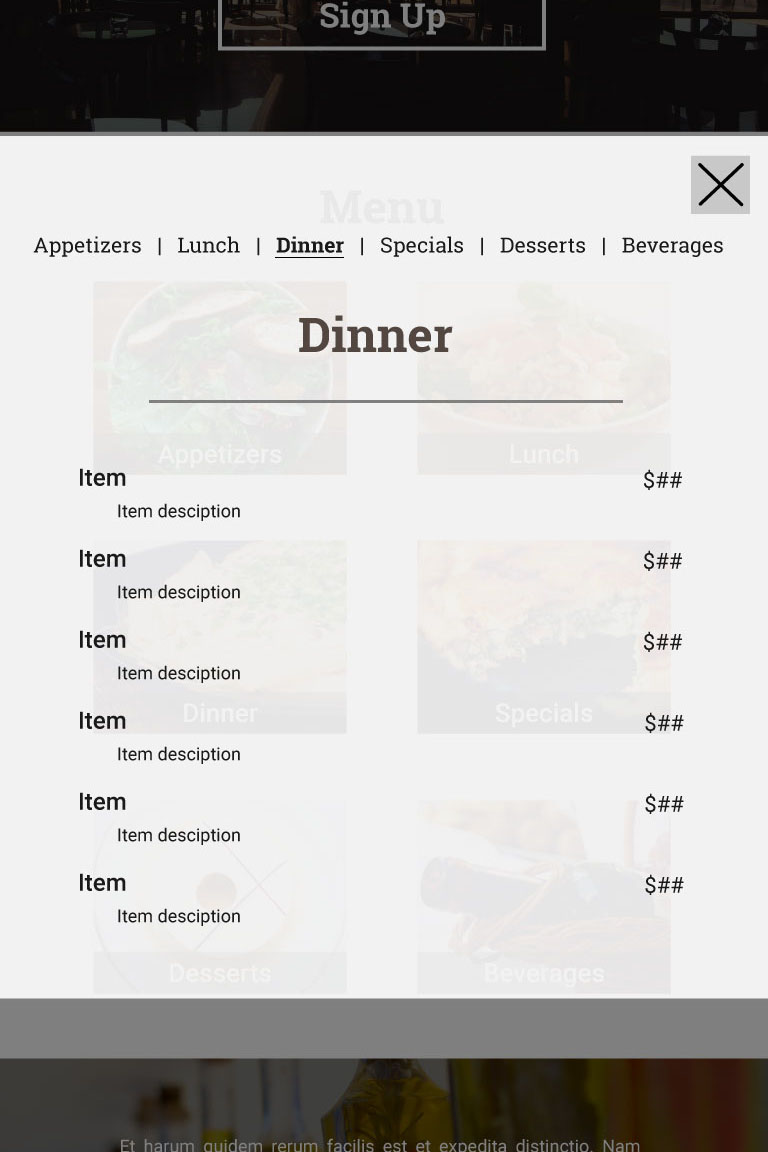 Sign Up
Menu
Appetizers | Lunch | Dinner | Specials | Desserts | Beverages
Dinner
Appetizers Lunch
Item $##
Item desciption
Item $##
Item desciption
Item $##
Item desciption
Dinner Specials
Item $##
Item desciption
Item $##
Item desciption
Item $##
Item desciption
Desserts Beverages
Et harum quidem rerum facilis est et expedita distinctio. Nam